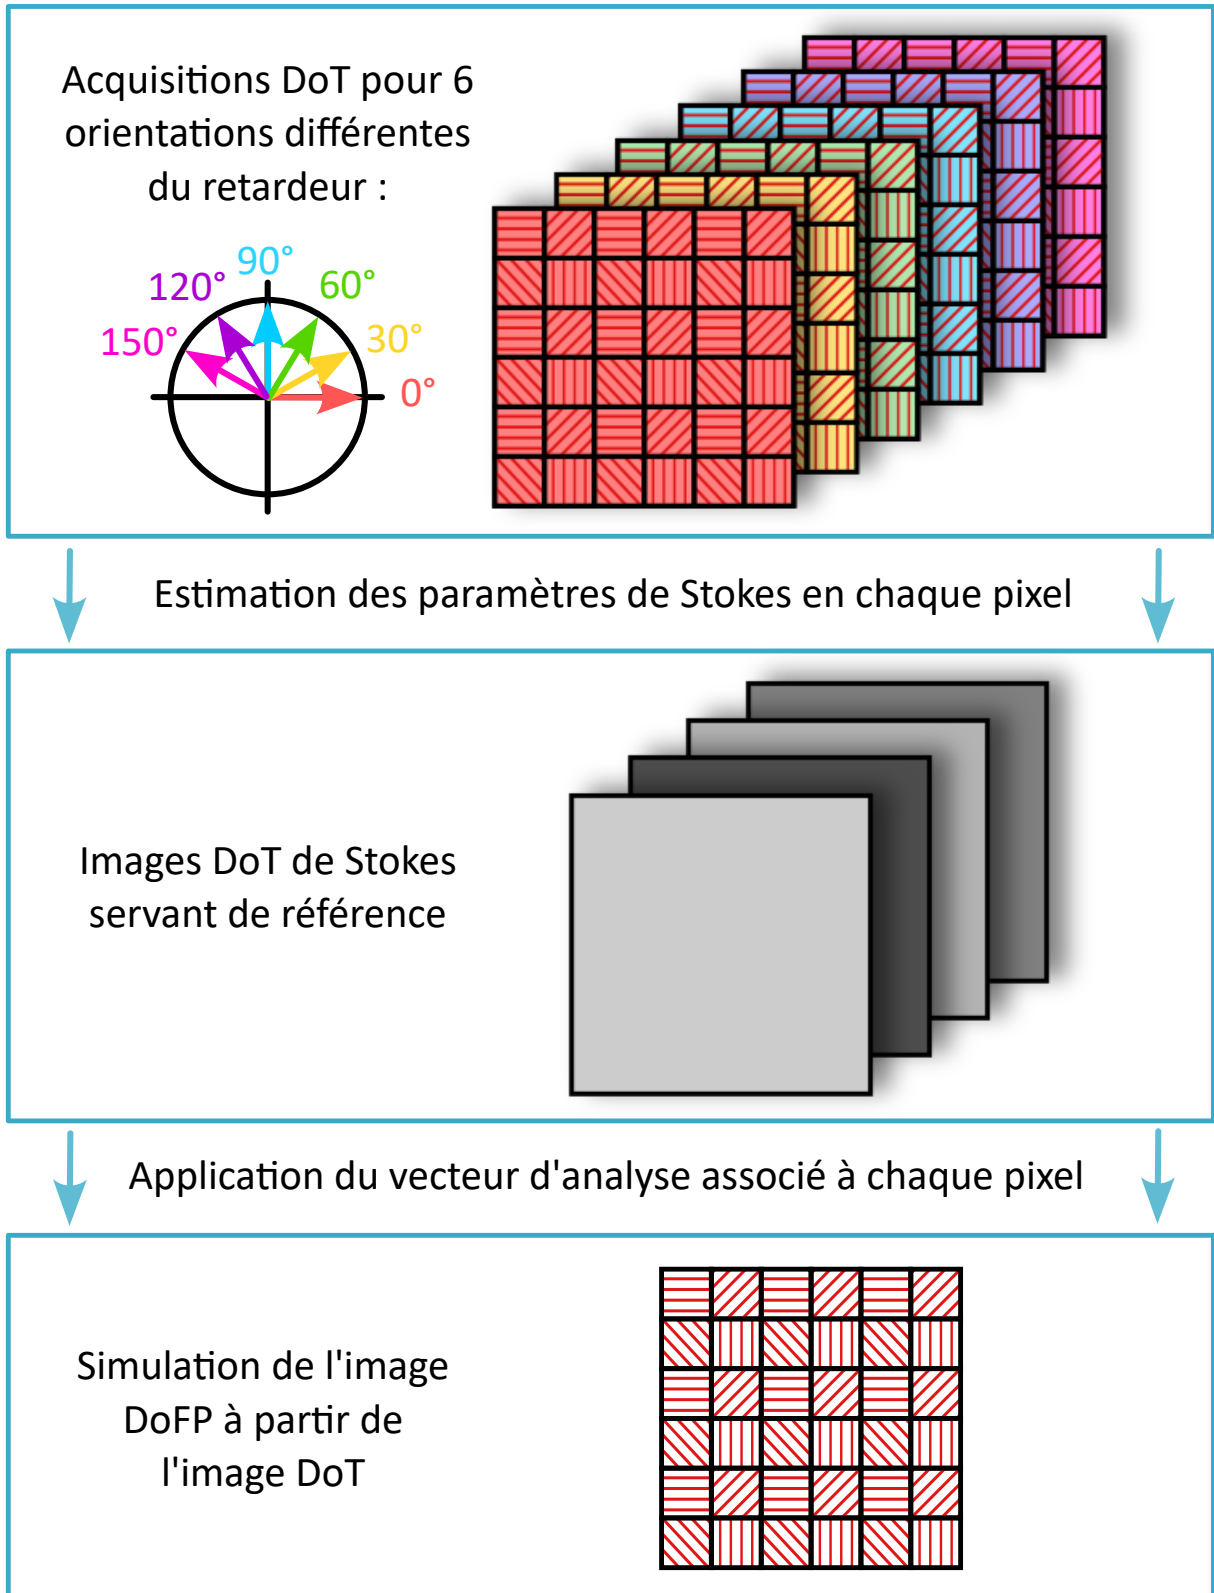 Acquisitions DoT pour 6
orientations différentes
du retardeur :
90°
120°
60°
150°
30°
0°
Estimation des paramètres de Stokes en chaque pixel
Images DoT de Stokes
servant de référence
Application du vecteur d'analyse associé à chaque pixel
Simulation de l'image
DoFP à partir de
l'image DoT